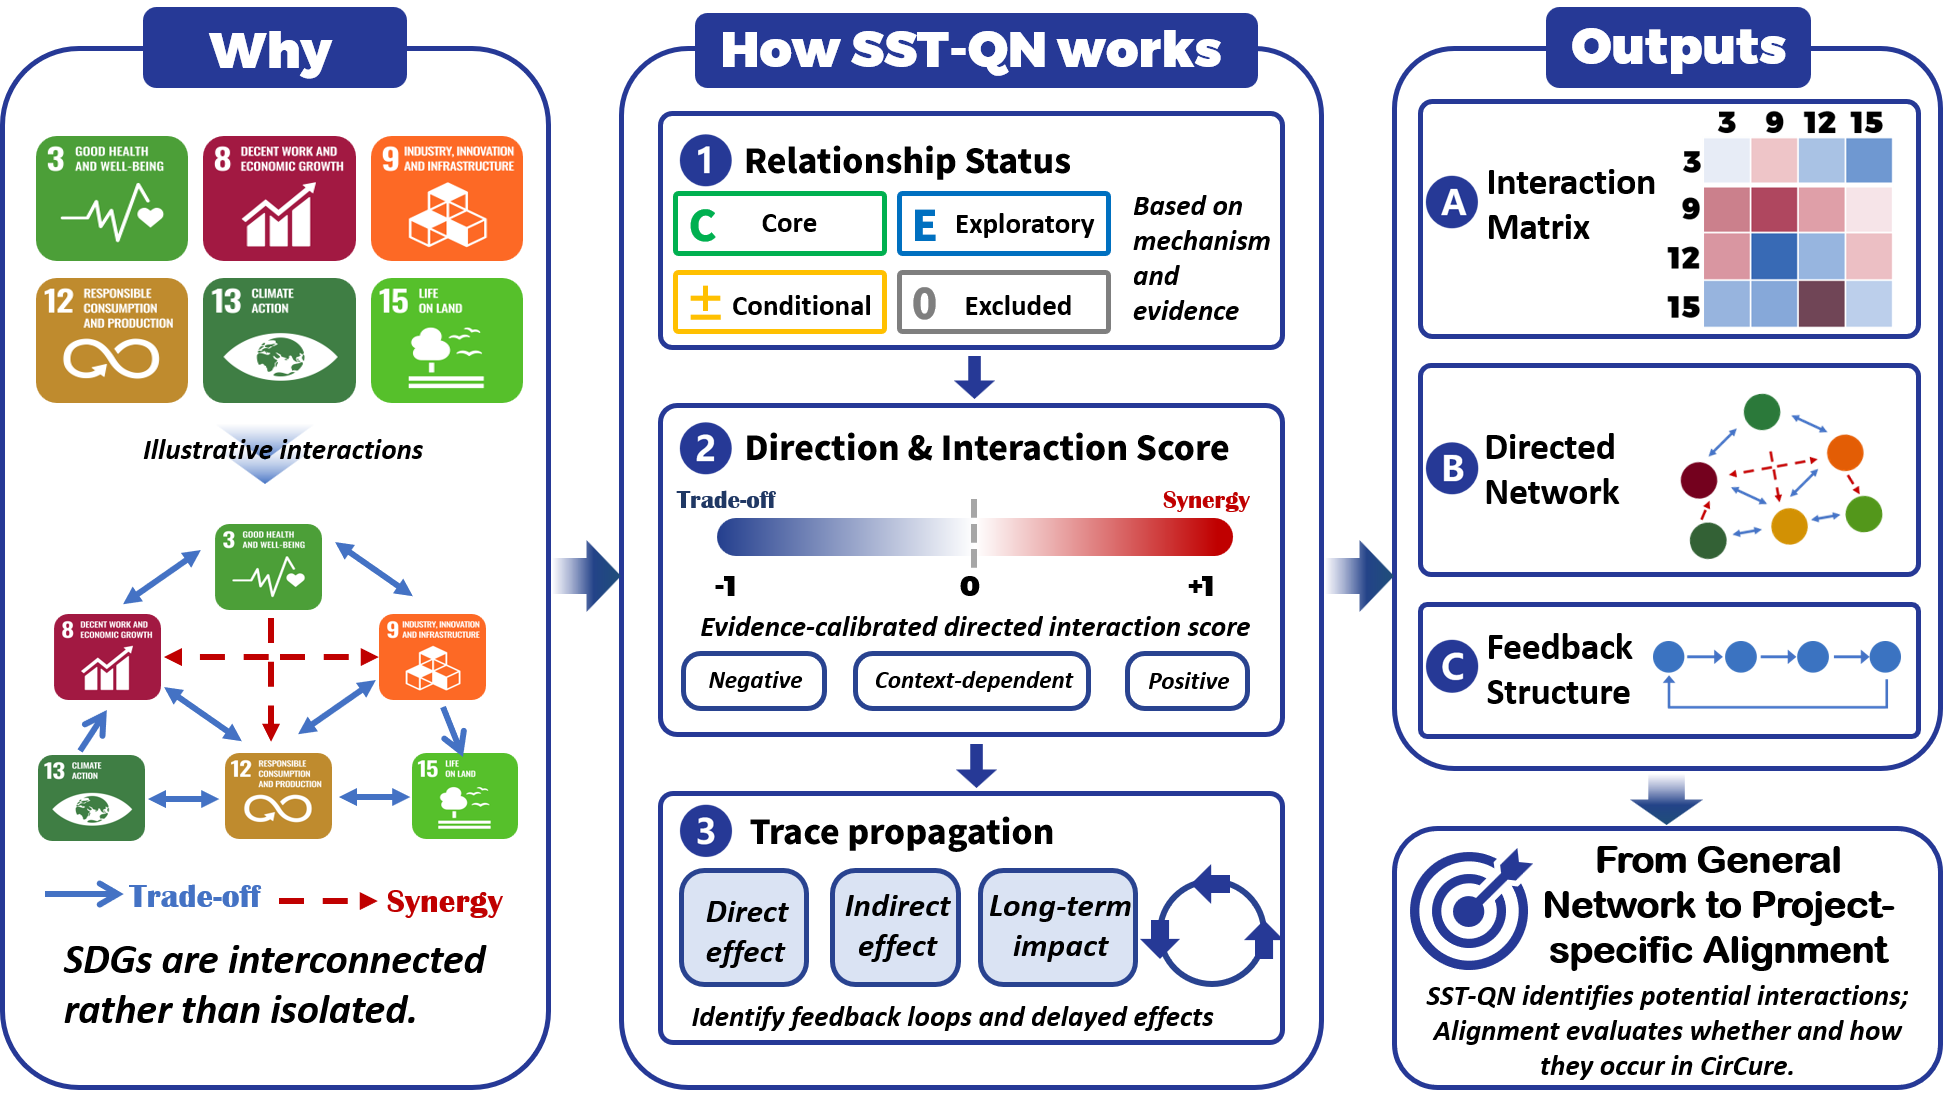 Why
3 GOOD HEALTH
AND WELL-BEING
8 DECENT WORK AND
ECONOMIC GROWTH
9 INDUSTRY, INNOVATION
AND INFRASTRUCTURE
12 RESPONSIBLE
CONSUMPTION
AND PRODUCTION
13 CLIMATE
ACTION
15 LIFE
ON LAND
Illustrative interactions
3 GOOD HEALTH
AND WELL-BEING
8 DECENT WORK AND
ECONOMIC GROWTH
9 INDUSTRY, INNOVATION
AND INFRASTRUCTURE
13 CLIMATE
ACTION
12 RESPONSIBLE
CONSUMPTION
AND PRODUCTION
15 LIFE
ON LAND
Trade-off
Synergy
SDGs are interconnected
rather than isolated.
How SST-QN works
1 Relationship Status
C Core
E Exploratory
± Conditional
0 Excluded
Based on
mechanism
and
evidence
2 Direction & Interaction Score
Trade-off
Synergy
-1 0 +1
Evidence-calibrated directed interaction score
Negative
Context-dependent
Positive
3 Trace propagation
Direct
effect
Indirect
effect
Long-term
impact
Identify feedback loops and delayed effects
Outputs
A Interaction
Matrix
3 9 12 15
3
9
12
15
B Directed
Network
C Feedback
Structure
From General
Network to Project-
specific Alignment
SST-QN identifies potential interactions;
Alignment evaluates whether and how
they occur in CirCure.